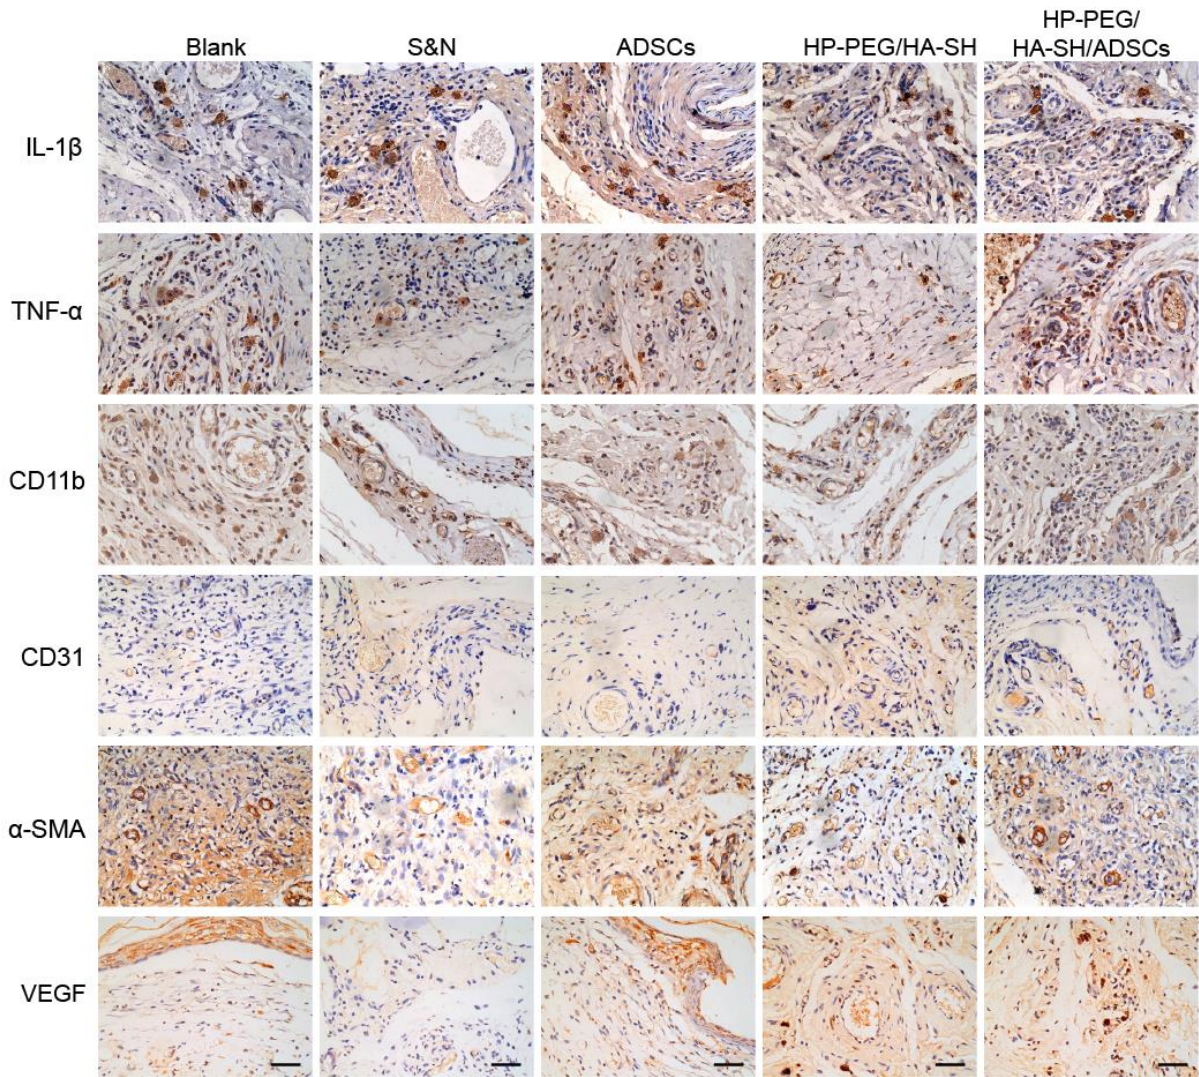 Blank
S&N
ADSCs
HP-PEG/HA-SH
HP-PEG/
HA-SH/ADSCs
IL-1β
TNF-α
CD11b
CD31
α-SMA
VEGF